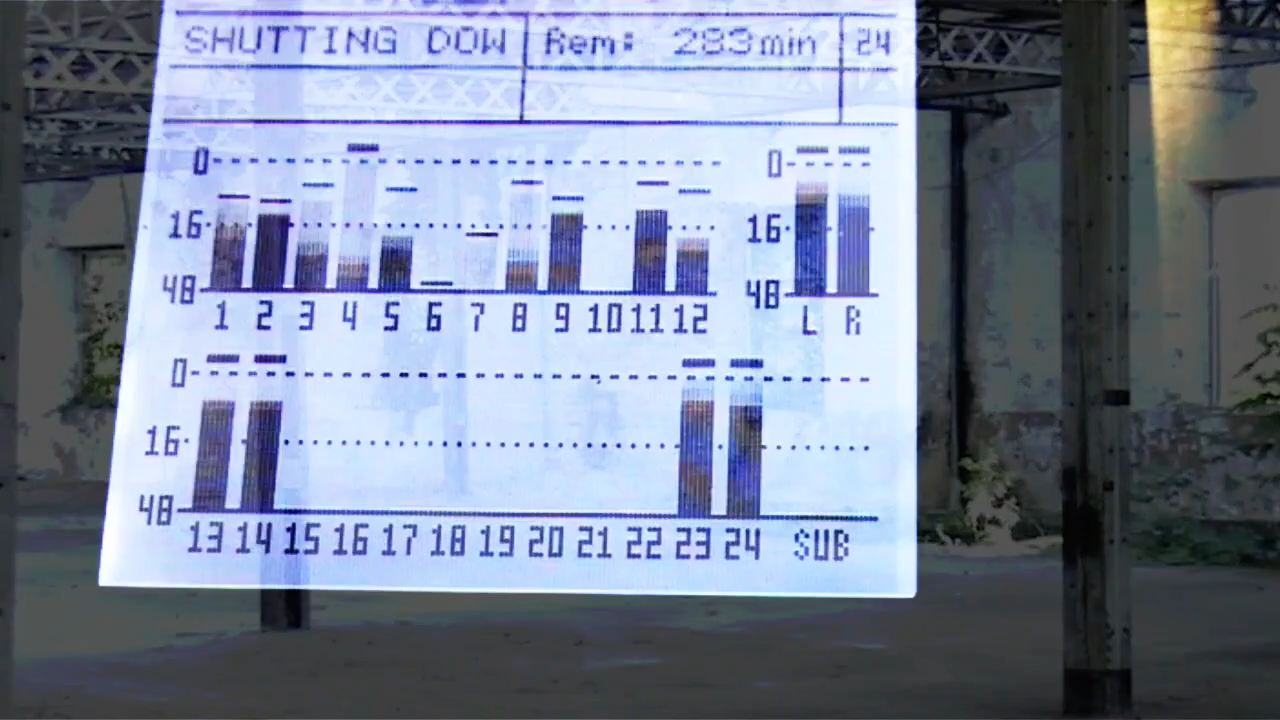 SHUTTING DOW Rem: 283min 24
0 0
16 16
48 48
1 2 3 4 5 6 7 8 9 10 11 12 L R
0
16
48
13 14 15 16 17 18 19 20 21 22 23 24 SUB